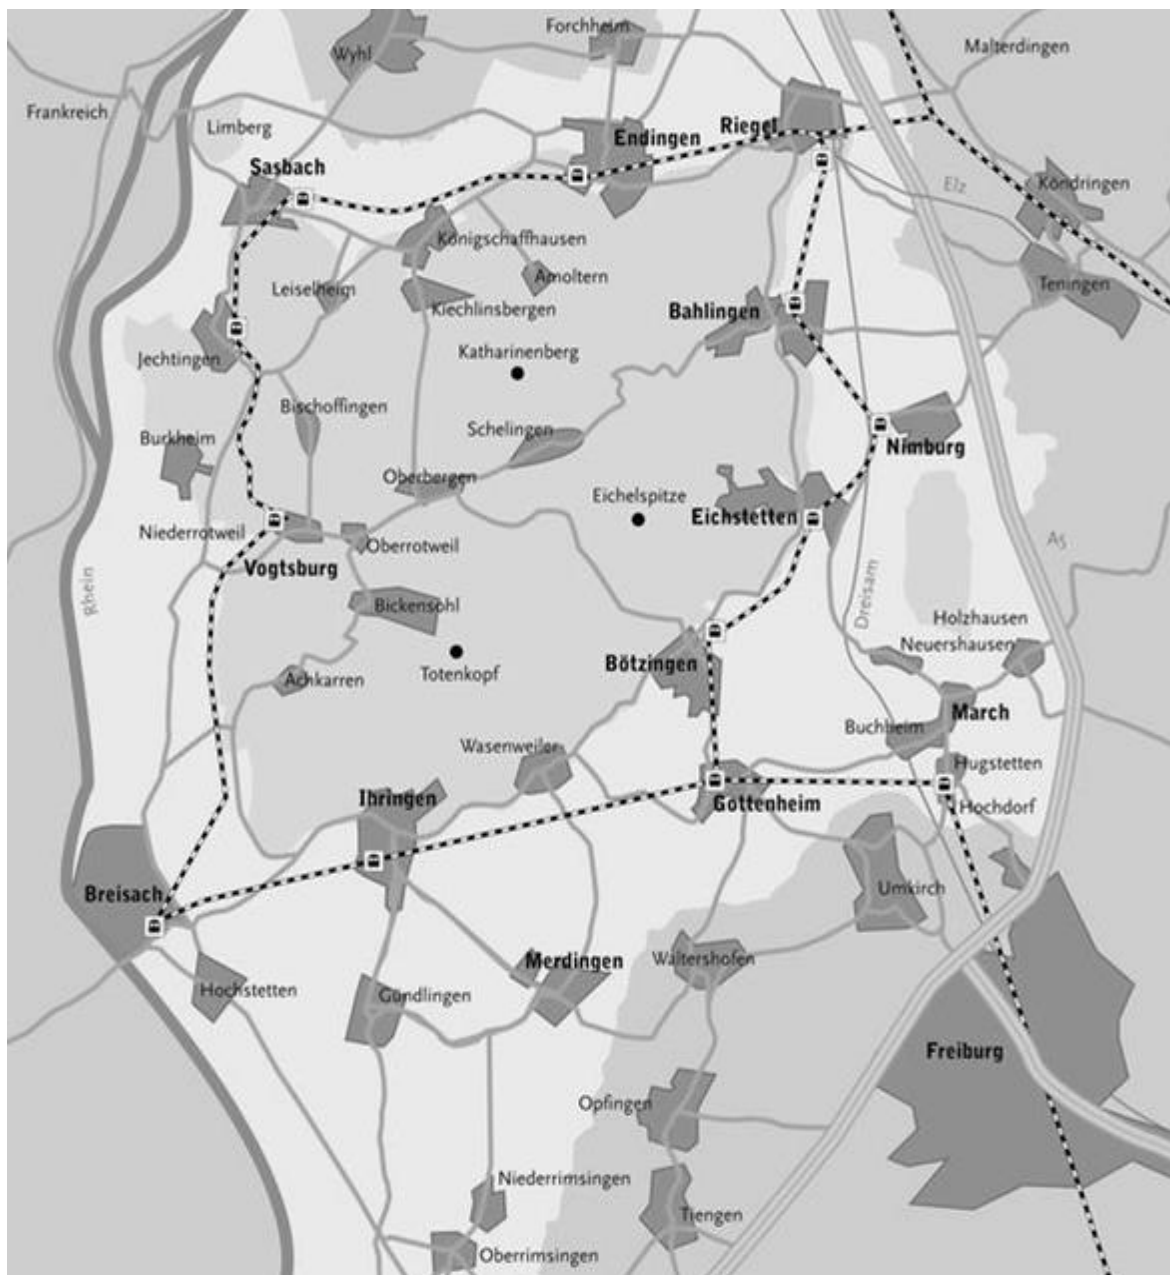 Forchheim
Wyhl
Malterdingen
Frankreich
Limberg
Endingen
Riegel
Sasbach
Elz
Köndringen
Königschaffhausen
Amoltern
Leiselheim
Kiechlinsbergen
Teningen
Bahlingen
Jechtingen
Katharinenberg
Bischoffingen
Burkheim
Schelingen
Nimburg
Oberbergen
Eichelspitze
Eichstetten
Niederrotweil
Oberrotweil
Vogtsburg
A5
Rhein
Dreisam
Bickensohl
Holzhausen
Neuershausen
Bötzingen
Totenkopf
Achkarren
March
Buchheim
Wasenweiler
Hugstetten
Ihringen
Gottenheim
Hochdorf
Breisach
Umkirch
Merdingen
Waltershofen
Hochstetten
Gündlingen
Freiburg
Opfingen
Niederrimsingen
Tiengen
Oberrimsingen